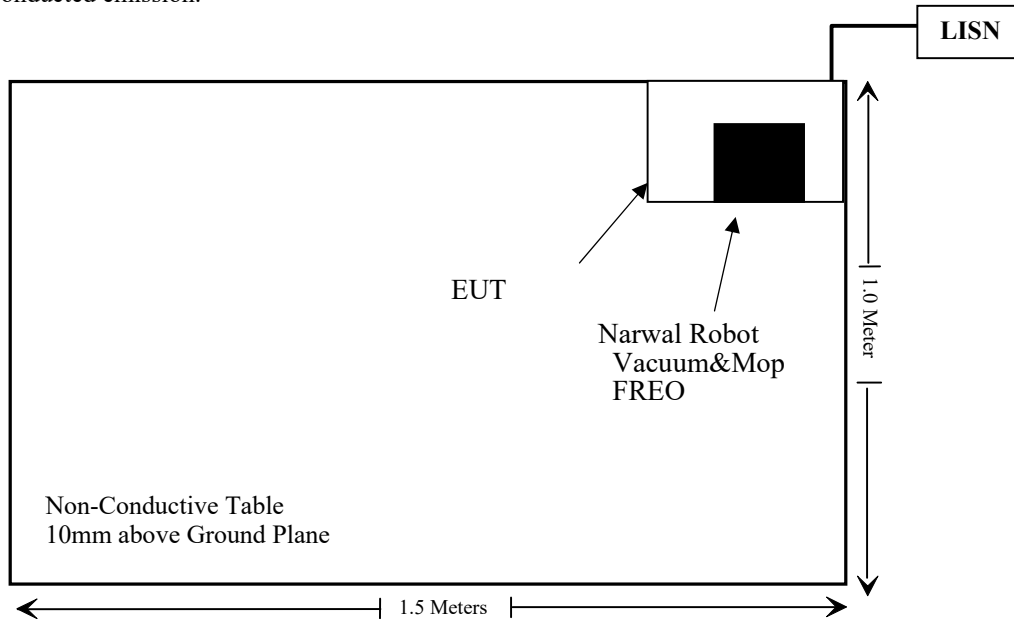 onducted emission.
LISN
EUT
Narwal Robot
Vacuum&Mop
FREO
1.0 Meter
Non-Conductive Table
10mm above Ground Plane
1.5 Meters